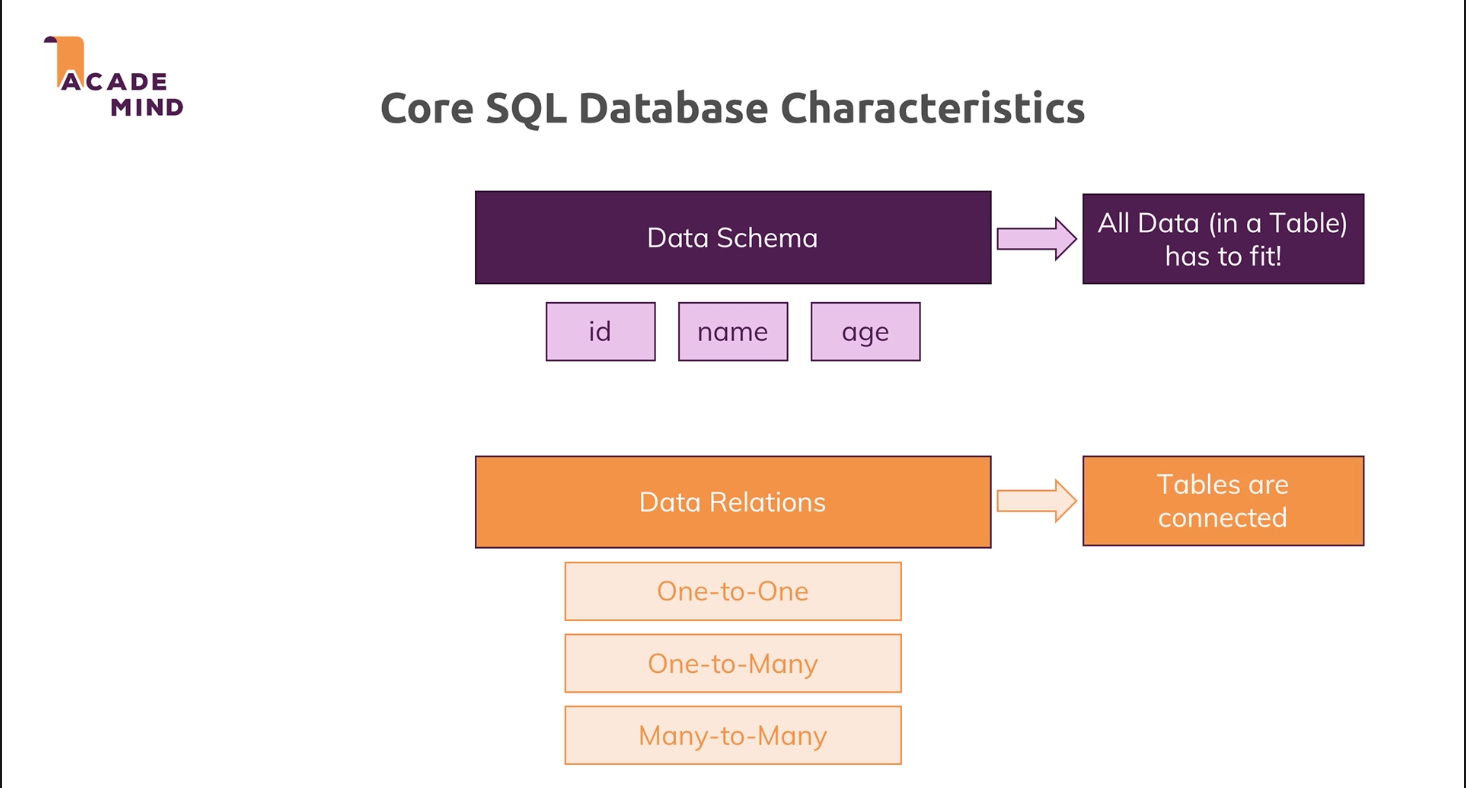 ACADE
MIND
Core SQL Database Characteristics
Data Schema
All Data (in a Table)
has to fit!
id
name
age
Data Relations
Tables are
connected
One-to-One
One-to-Many
Many-to-Many